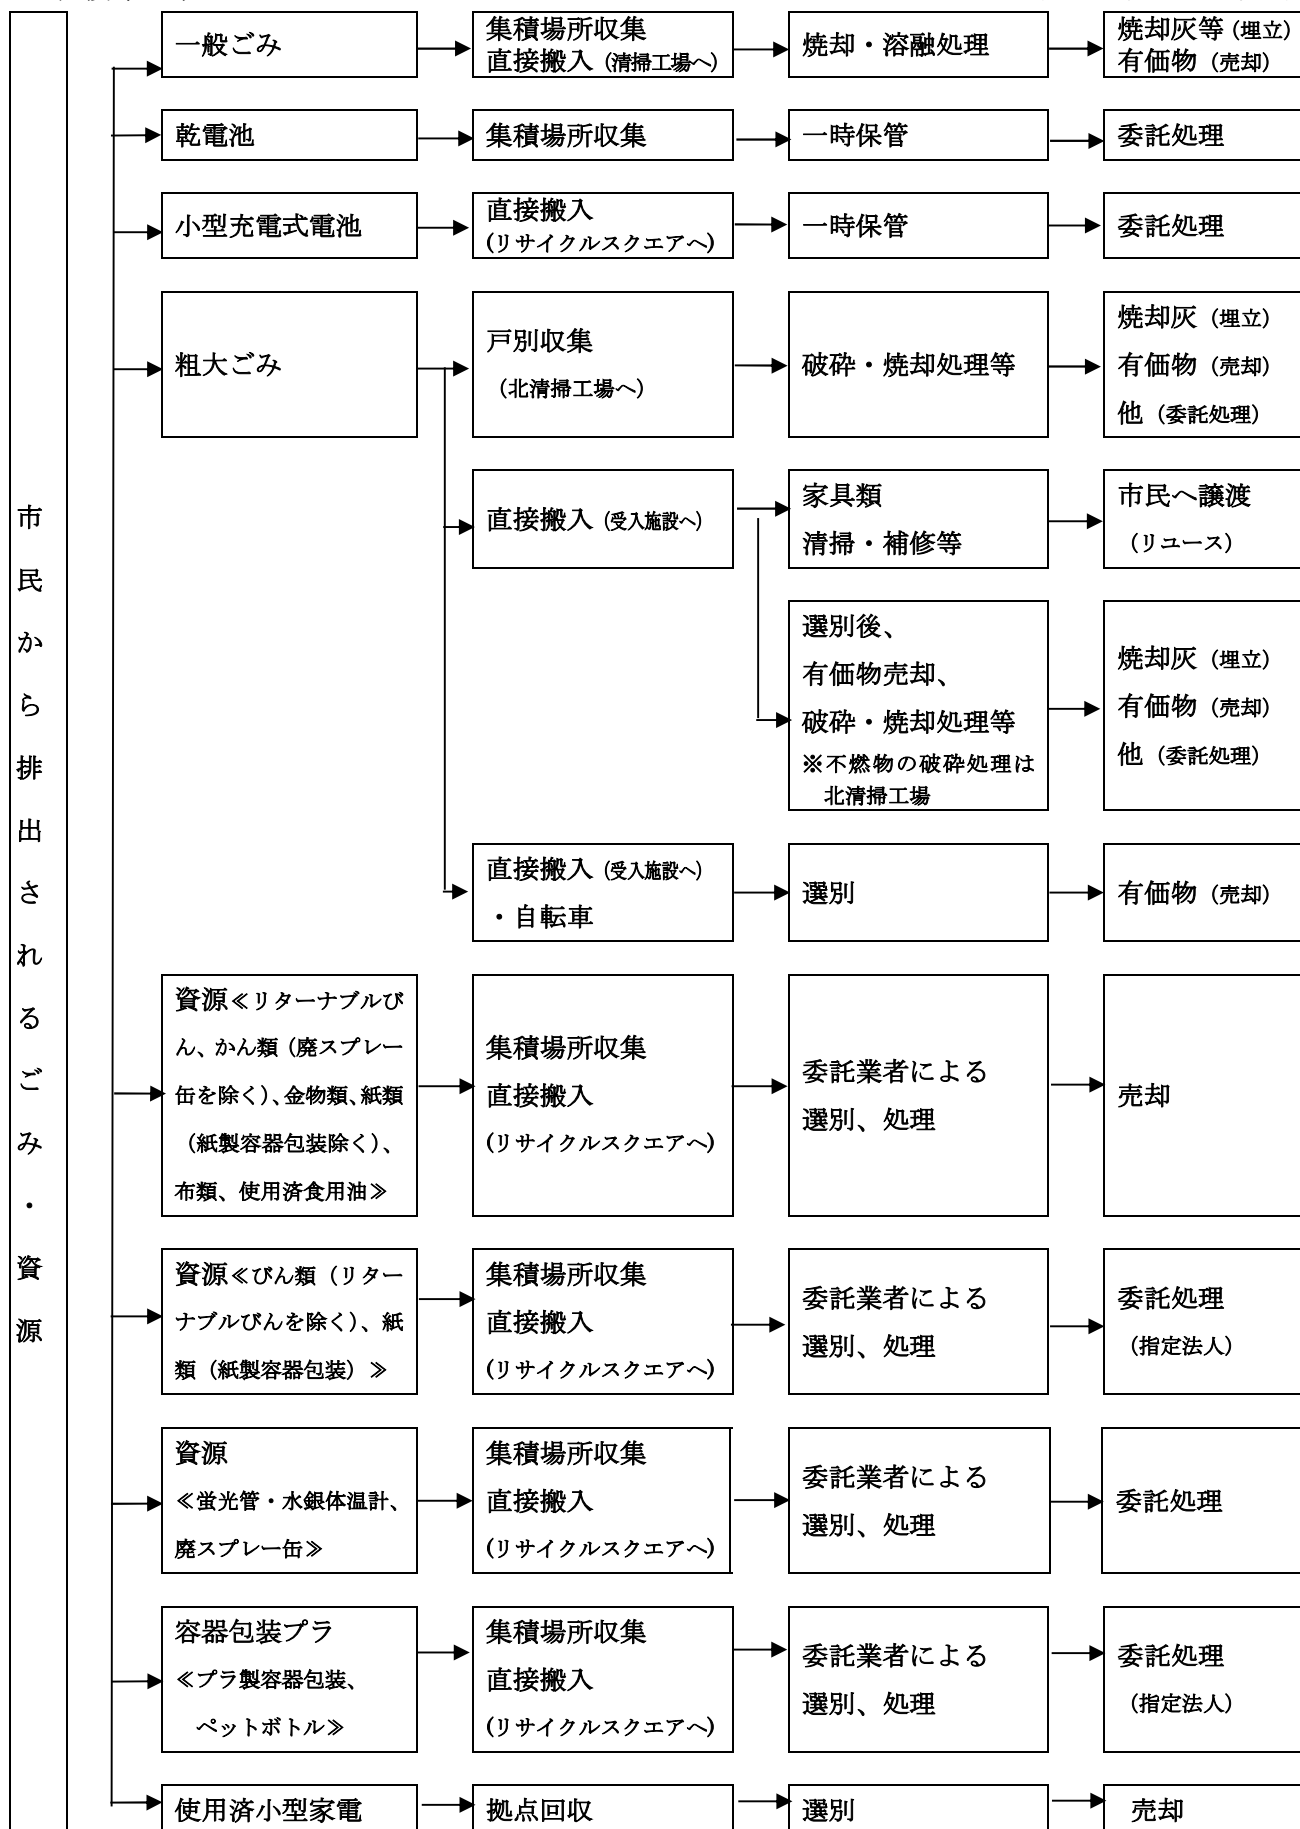 市民から排出されるごみ・資源
一般ごみ
集積場所収集
直接搬入（清掃工場へ）
焼却・溶融処理
焼却灰等（埋立）
有価物（売却）
乾電池
集積場所収集
一時保管
委託処理
小型充電式電池
直接搬入
（リサイクルスクエアへ）
一時保管
委託処理
粗大ごみ
戸別収集
（北清掃工場へ）
破砕・焼却処理等
焼却灰（埋立）
有価物（売却）
他（委託処理）
直接搬入（受入施設へ）
家具類
清掃・補修等
市民へ譲渡
（リユース）
選別後、
有価物売却、
破砕・焼却処理等
※不燃物の破砕処理は
北清掃工場
焼却灰（埋立）
有価物（売却）
他（委託処理）
直接搬入（受入施設へ）
・自転車
選別
有価物（売却）
資源≪リターナブルび
ん、かん類（廃スプレー
缶を除く）、金物類、紙類
（紙製容器包装除く）、
布類、使用済食用油≫
集積場所収集
直接搬入
（リサイクルスクエアへ）
委託業者による
選別、処理
売却
資源≪びん類（リター
ナブルびんを除く）、紙
類（紙製容器包装）≫
集積場所収集
直接搬入
（リサイクルスクエアへ）
委託業者による
選別、処理
委託処理
（指定法人）
資源
≪蛍光管・水銀体温計、
廃スプレー缶≫
集積場所収集
直接搬入
（リサイクルスクエアへ）
委託業者による
選別、処理
委託処理
容器包装プラ
≪プラ製容器包装、
ペットボトル≫
集積場所収集
直接搬入
（リサイクルスクエアへ）
委託業者による
選別、処理
委託処理
（指定法人）
使用済小型家電
拠点回収
選別
売却